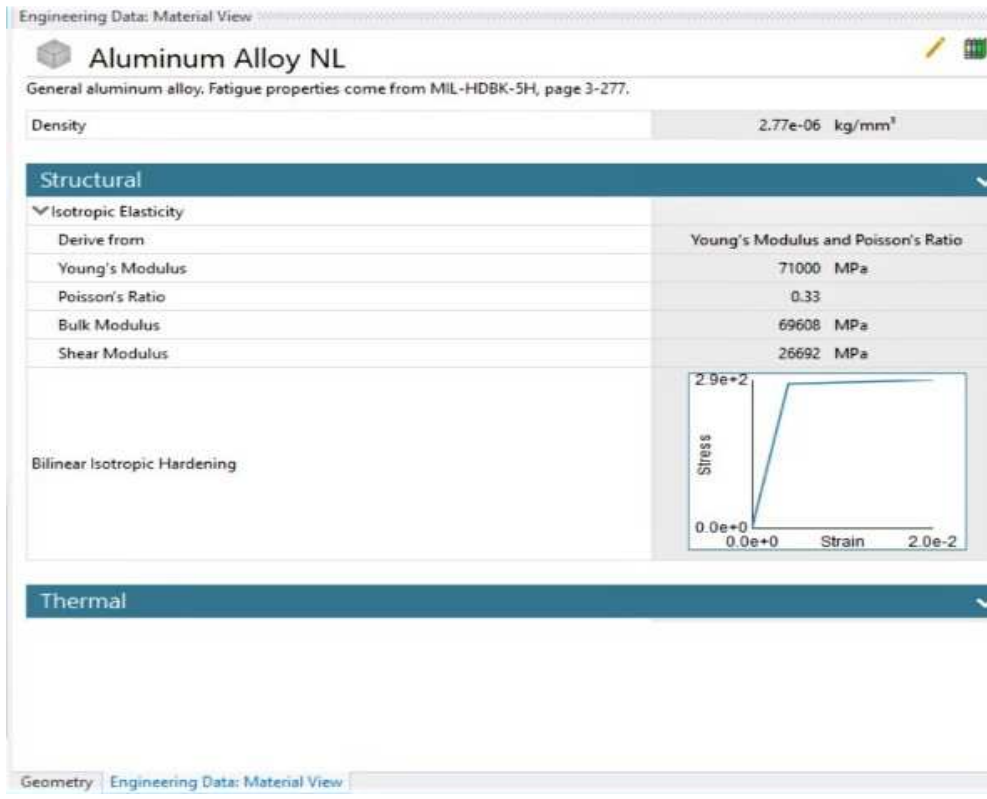 Engineering Data: Material View
Aluminum Alloy NL
General aluminum alloy. Fatigue properties come from MIL-HDBK-5H, page 3-277.
Density 2.77e-06 kg/mm³
Structural
Isotropic Elasticity
Derive from Young's Modulus and Poisson's Ratio
Young's Modulus 71000 MPa
Poisson's Ratio 0.33
Bulk Modulus 69608 MPa
Shear Modulus 26692 MPa
Bilinear Isotropic Hardening
2.9e+2
Stress
0.0e+0
0.0e+0 Strain 2.0e-2
Thermal
Geometry Engineering Data: Material View